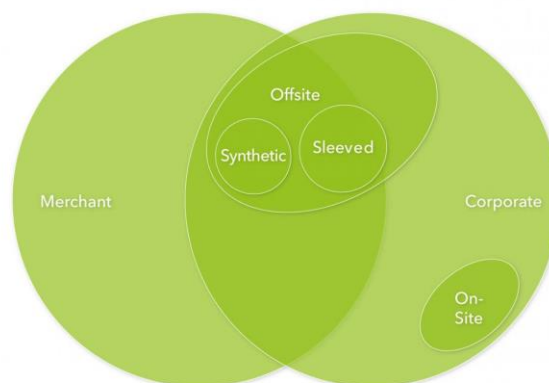 Offsite
Synthetic
Sleeved
Merchant
Corporate
On-
Site